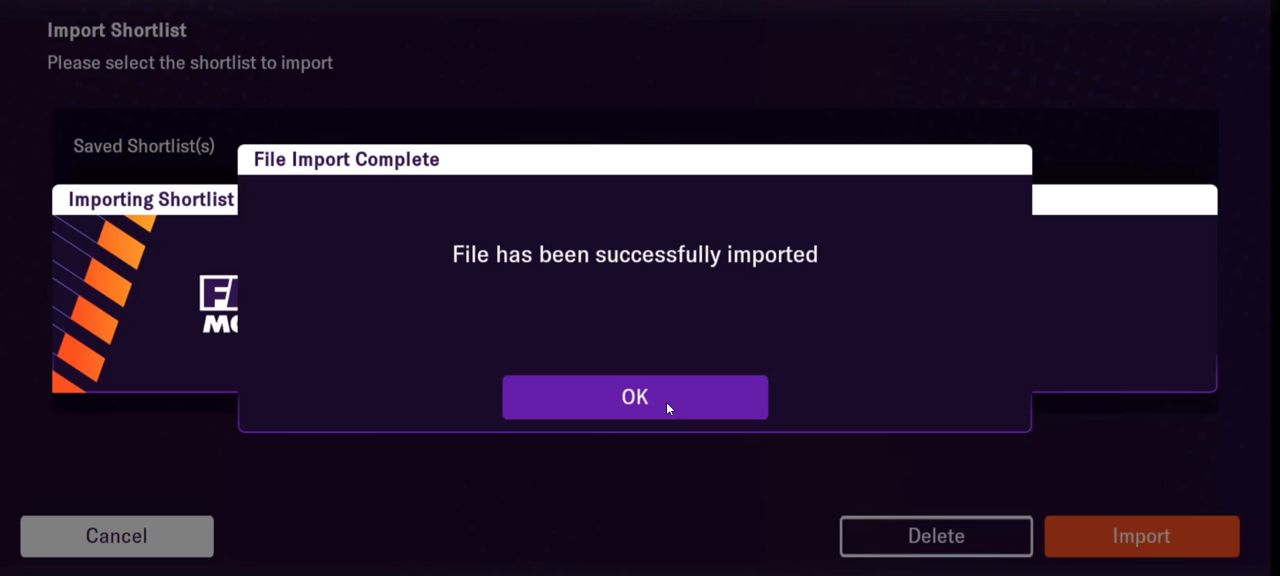 Import Shortlist
Please select the shortlist to import
Saved Shortlist(s)
File Import Complete
Importing Shortlist
File has been successfully imported
OK
Cancel
Delete
Import